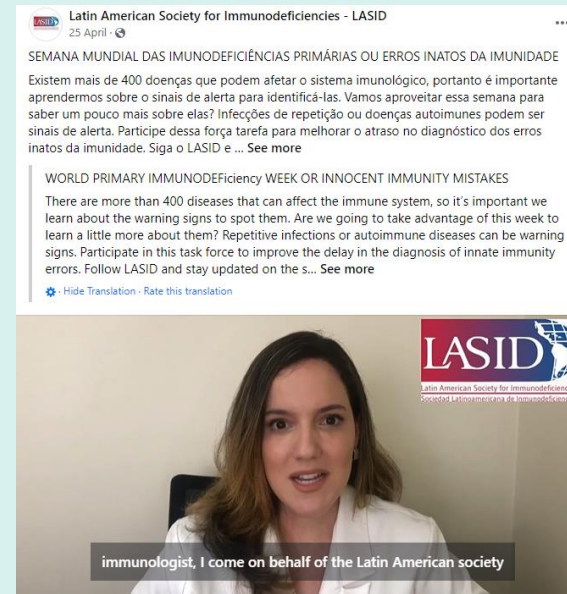 Latin American Society for Immunodeficiencies - LASID
25 April ·
SEMANA MUNDIAL DAS IMUNODEFICIÊNCIAS PRIMÁRIAS OU ERROS INATOS DA IMUNIDADE
Existem mais de 400 doenças que podem afetar o sistema imunológico, portanto é importante
aprendermos sobre o sinais de alerta para identificá-las. Vamos aproveitar essa semana para
saber um pouco mais sobre elas? Infecções de repetição ou doenças autoimunes podem ser
sinais de alerta. Participe dessa força tarefa para melhorar o atraso no diagnóstico dos erros
inatos da imunidade. Siga o LASID e ... See more
WORLD PRIMARY IMMUNODEFiciency WEEK OR INNOCENT IMMUNITY MISTAKES
There are more than 400 diseases that can affect the immune system, so it's important we
learn about the warning signs to spot them. Are we going to take advantage of this week to
learn a little more about them? Repetitive infections or autoimmune diseases can be warning
signs. Participate in this task force to improve the delay in the diagnosis of innate immunity
errors. Follow LASID and stay updated on the s... See more
· Hide Translation · Rate this translation
LASID
Latin American Society for Immunodeficienc
Sociedad Latinoamericana de Inmunodeficienc
immunologist, I come on behalf of the Latin American society